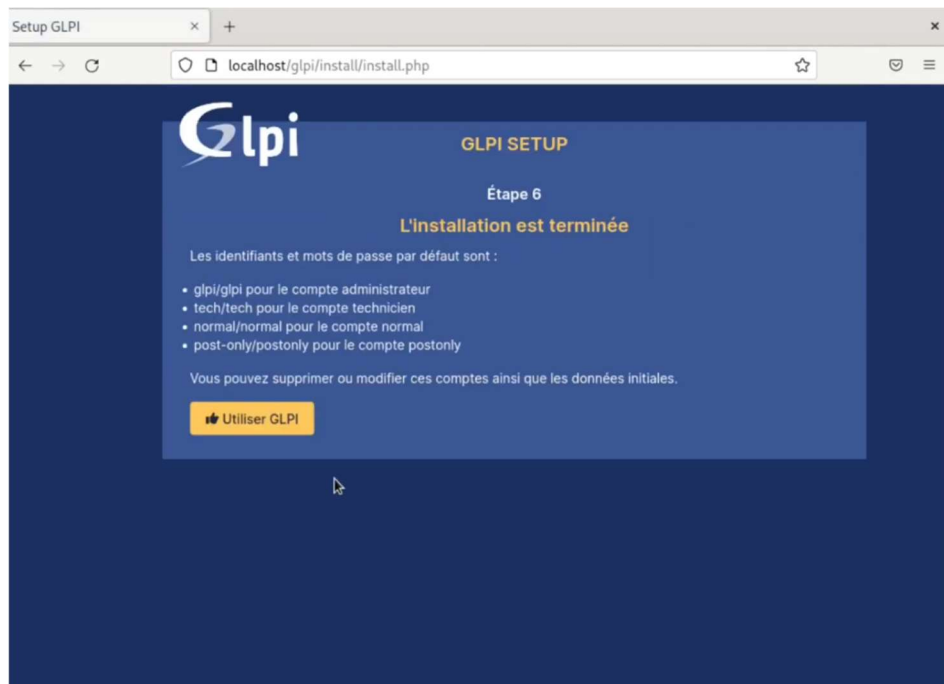 Setup GLPI
localhost/glpi/install/install.php
Glpi
GLPI SETUP
Étape 6
L'installation est terminée
Les identifiants et mots de passe par défaut sont :
• glpi/glpi pour le compte administrateur
• tech/tech pour le compte technicien
• normal/normal pour le compte normal
• post-only/postonly pour le compte postonly
Vous pouvez supprimer ou modifier ces comptes ainsi que les données initiales.
Utiliser GLPI